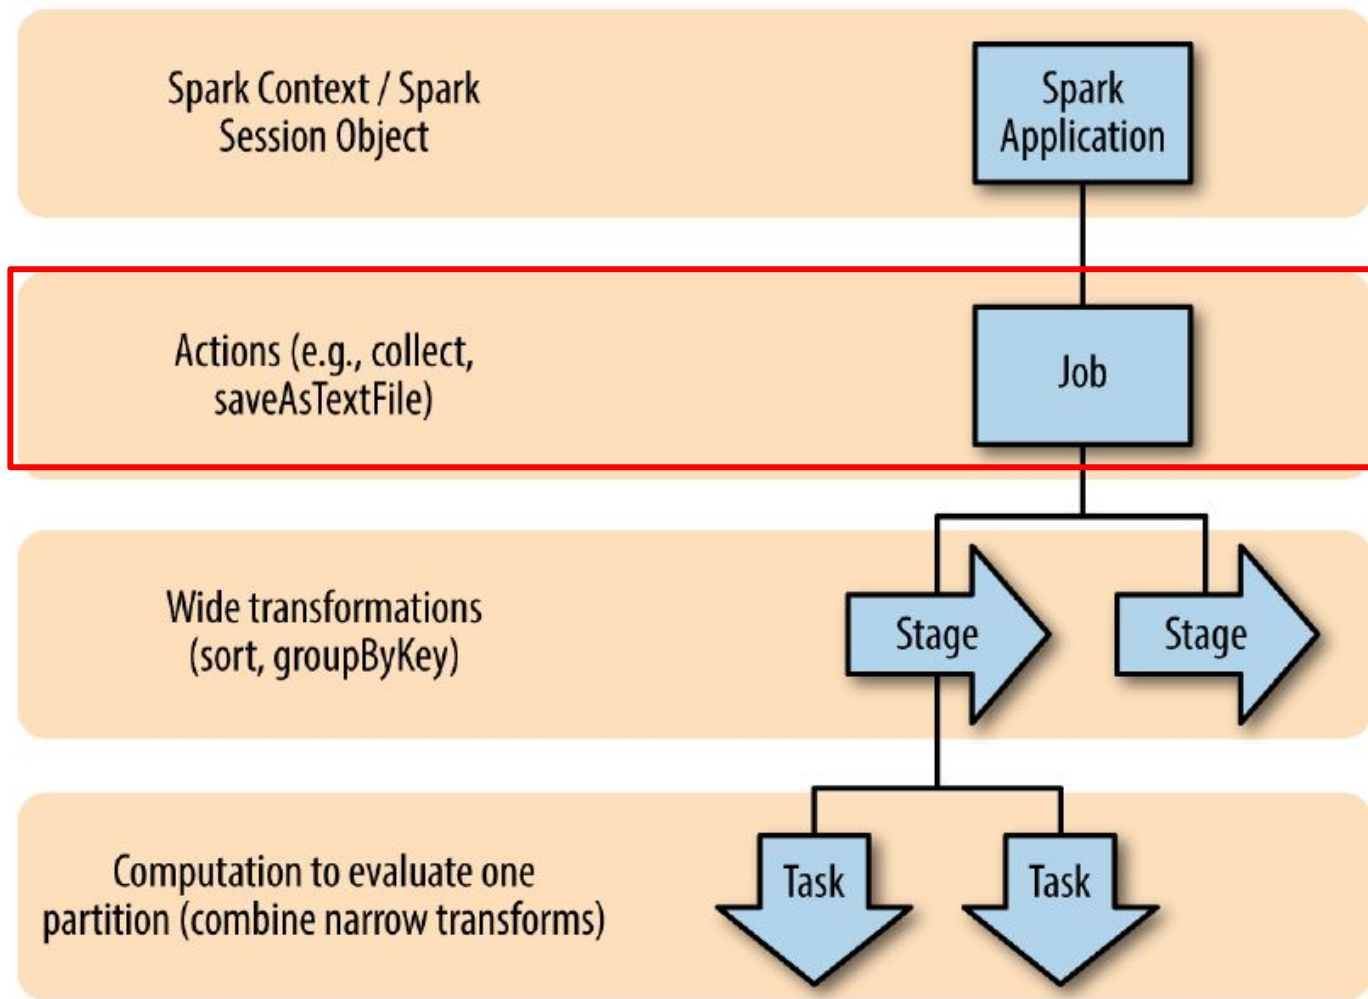 Spark Context / Spark
Session Object
Spark
Application
Actions (e.g., collect,
saveAsTextFile)
Job
Wide transformations
(sort, groupByKey)
Stage
Stage
Computation to evaluate one
partition (combine narrow transforms)
Task
Task